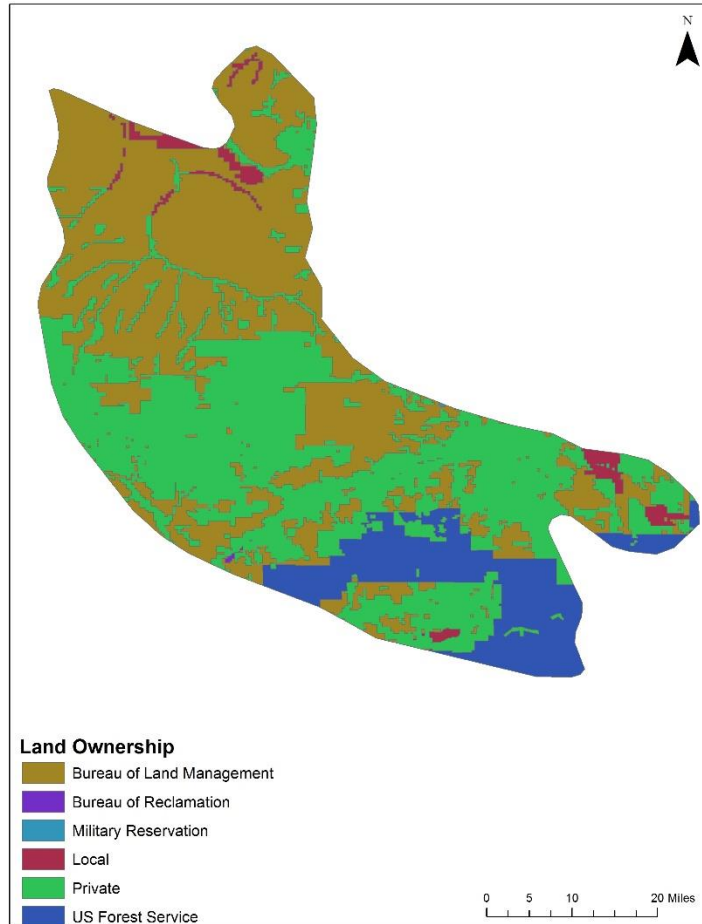 N
Land Ownership
Bureau of Land Management
Bureau of Reclamation
Military Reservation
Local
Private
US Forest Service
0 5 10 20 Miles